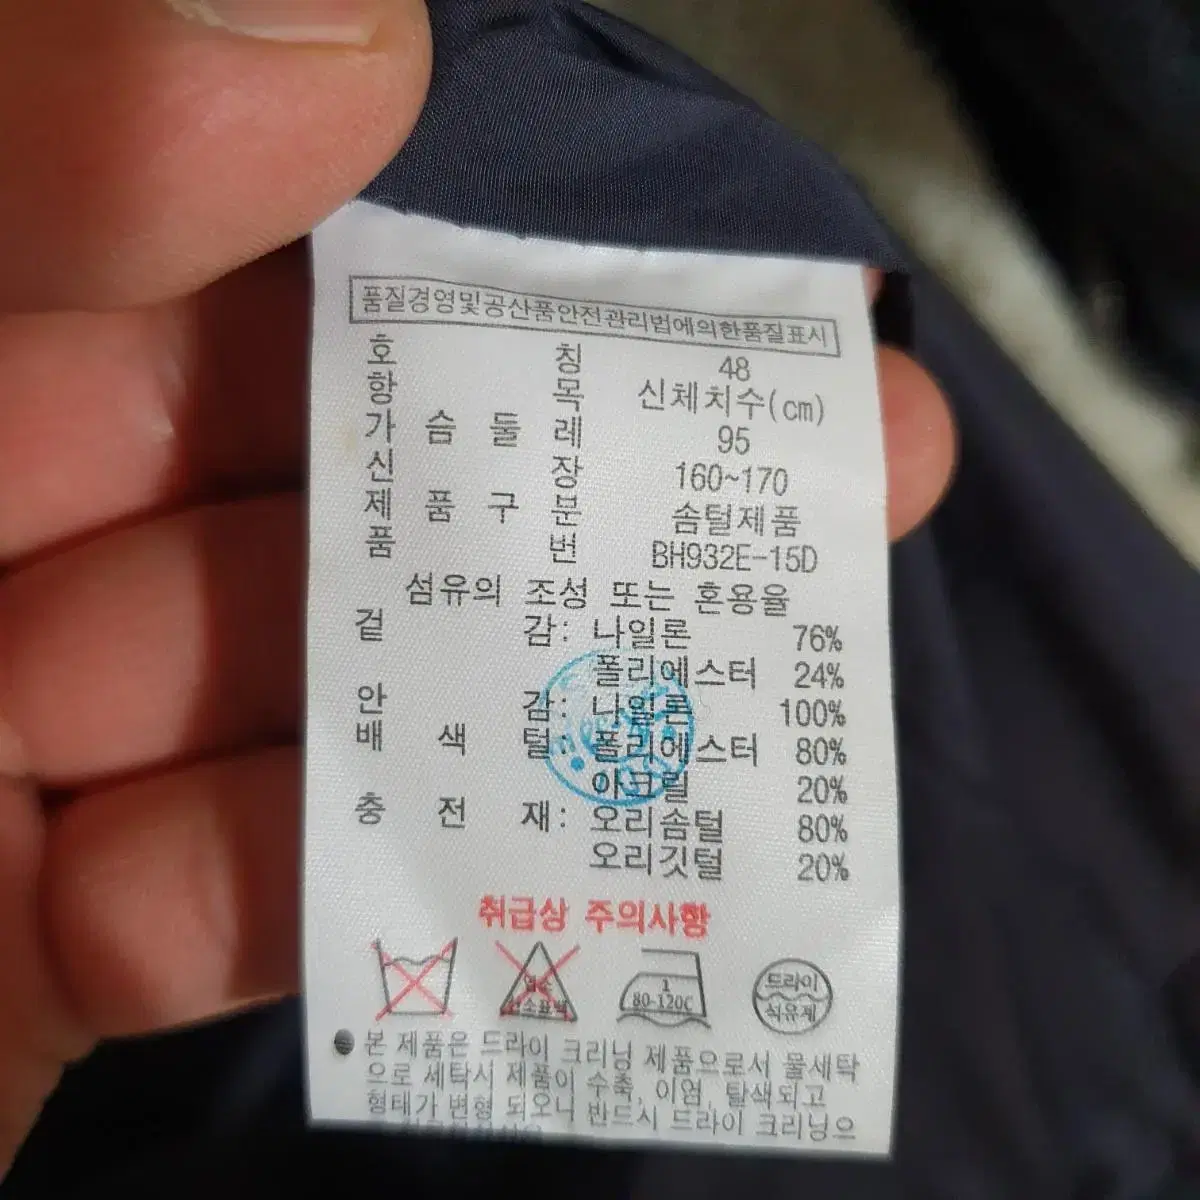 품질경영및공산품안전관리법에의한품질표시
호 칭 48
항 목 신체치수(cm)
가 슴 둘 레 95
신 장 160~170
제 품 구 분 솜털제품
품 번 BH932E-15D
섬유의 조성 또는 혼용율
겉 감: 나일론 76%
폴리에스터 24%
안 감: 나일론 100%
배 색 털: 폴리에스터 80%
아크릴 20%
충 전 재: 오리솜털 80%
오리깃털 20%
취급상 주의사항
염소
산소표백
1
80-120C
드라이
석유제
본 제품은 드라이 크리닝 제품으로서 물세탁
으로 세탁시 제품이 수축, 이염, 탈색되고
형태가 변형 되오니 반드시 드라이 크리닝으